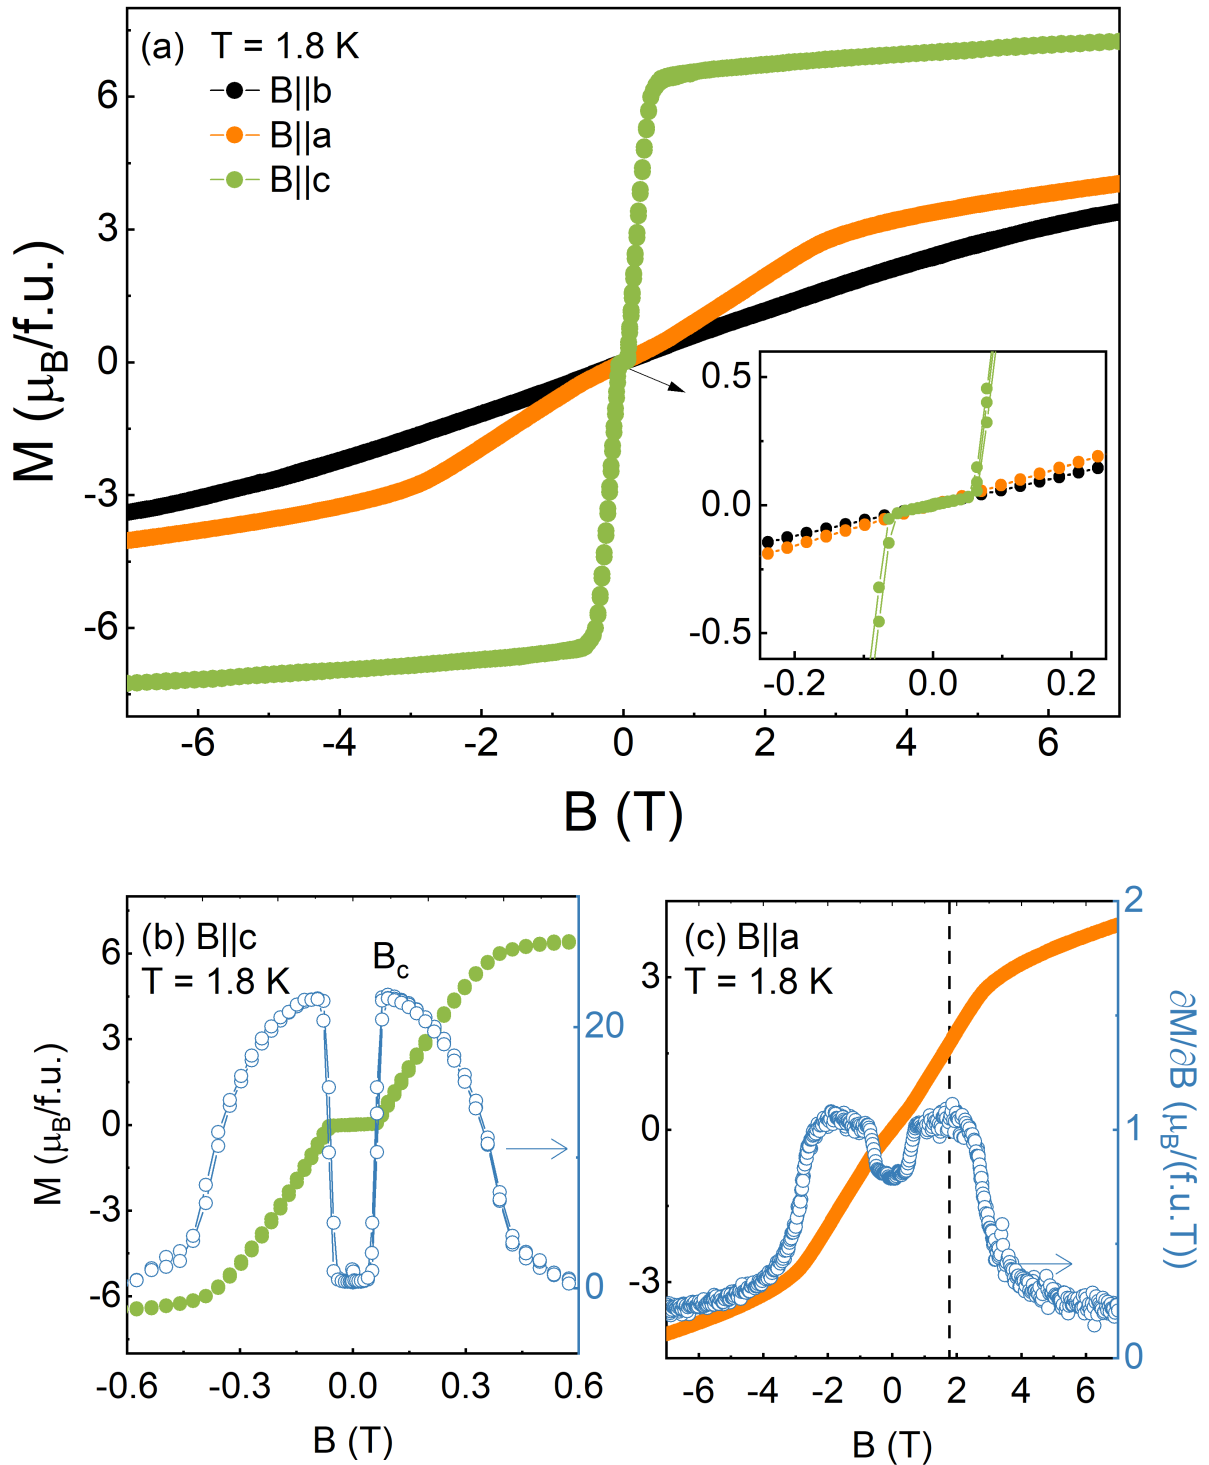 (a) T = 1.8 K
B||b
B||a
B||c
6
3
0
-3
-6
M (μB/f.u.)
0.5
0.0
-0.5
-0.2 0.0 0.2
-6 -4 -2 0 2 4 6
B (T)
(b) B||c
T = 1.8 K
Bc
6
3
0
-3
-6
M (μB/f.u.)
20
0
-0.6 -0.3 0.0 0.3 0.6
B (T)
(c) B||a
T = 1.8 K
3
0
-3
2
1
0
∂M/∂B (μB/(f.u.T))
-6 -4 -2 0 2 4 6
B (T)